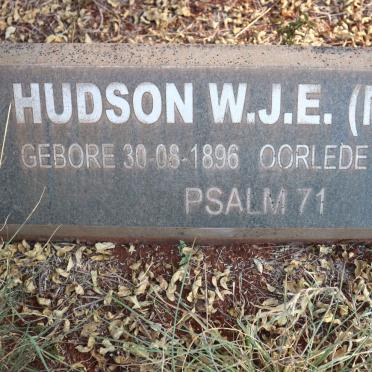 HUDSON W.J.E. (
GEBORE 30-08-1896 OORLEDE
PSALM 71